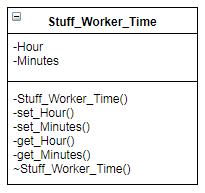 Stuff_Worker_Time
-Hour
-Minutes
-Stuff_Worker_Time()
-set_Hour()
-set_Minutes()
-get_Hour()
-get_Minutes()
~Stuff_Worker_Time()